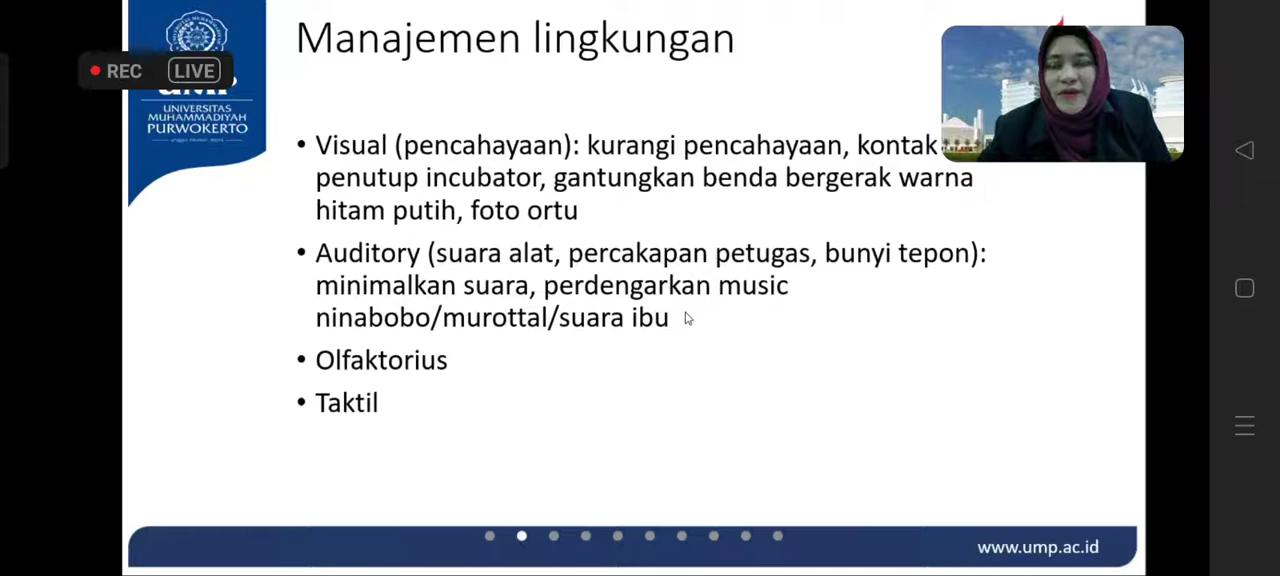 Manajemen lingkungan
REC LIVE
UNIVERSITAS
MUHAMMADIYAH
PURWOKERTO
• Visual (pencahayaan): kurangi pencahayaan, kontak
penutup incubator, gantungkan benda bergerak warna
hitam putih, foto ortu
• Auditory (suara alat, percakapan petugas, bunyi tepon):
minimalkan suara, perdengarkan music
ninabobo/murottal/suara ibu
• Olfaktorius
• Taktil
www.ump.ac.id